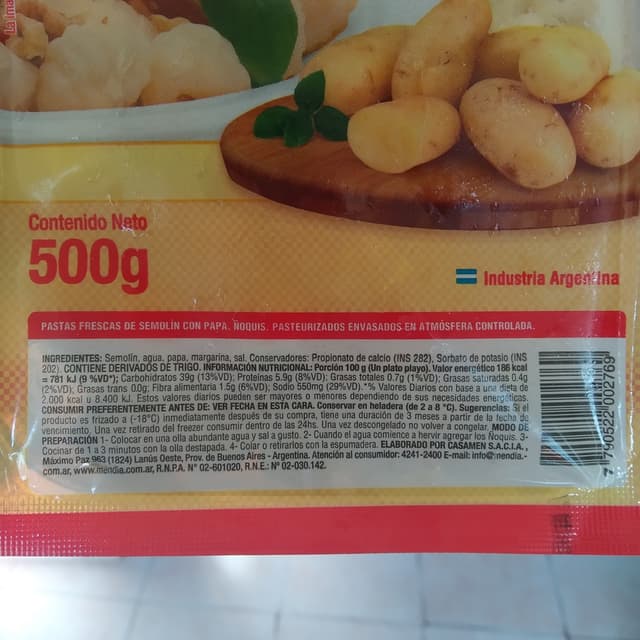 La
Contenido Neto
500g
Industria Argentina
PASTAS FRESCAS DE SEMOLÍN CON PAPA. ÑOQUIS. PASTEURIZADOS ENVASADOS EN ATMÓSFERA CONTROLADA.
INGREDIENTES: Semolín, agua, papa, margarina, sal. Conservadores: Propionato de calcio (INS 282), Sorbato de potasio (INS
202). CONTIENE DERIVADOS DE TRIGO. INFORMACIÓN NUTRICIONAL: Porción 100 g (Un plato playo). Valor energético 186 kcal
= 781 kJ (9 %VD*); Carbohidratos 39g (13%VD); Proteínas 5.9g (8%VD); Grasas totales 0.7g (1%VD); Grasas saturadas 0.4g
(2%VD); Grasas trans 0.0g; Fibra alimentaria 1.5g (6%VD); Sodio 550mg (29%VD). *% Valores Diarios con base a una dieta de
2.000 kcal u 8.400 kJ. Estos valores diarios pueden ser mayores o menores dependiendo de sus necesidades energéticas.
CONSUMIR PREFERENTEMENTE ANTES DE: VER FECHA EN ESTA CARA. Conservar en heladera (de 2 a 8 °C). Sugerencias: Si el
producto es frizado a (-18°C) inmediatamente después de su compra, tiene una duración de 3 meses a partir de la fecha de
vencimiento. Una vez retirado del freezer consumir dentro de las 24hs. Una vez descongelado no volver a congelar. MODO DE
PREPARACIÓN 1- Colocar en una olla abundante agua y sal a gusto. 2- Cuando el agua comience a hervir agregar los Ñoquis. 3-
Cocinar de 1 a 3 minutos con la olla destapada. 4- Colar o retirarlos con la espumadera. ELABORADO POR CASAMEN S.A.C.I.A.,
Máximo Paz 963 (1824) Lanús Oeste, Prov. de Buenos Aires - Argentina. Atención al consumidor: 4241-2400 E-mail: info@mendia.-
com.ar, www.mendia.com.ar, R.N.P.A. N° 02-601020, R.N.E.: Nº 02-030.142.
7 790522 002769